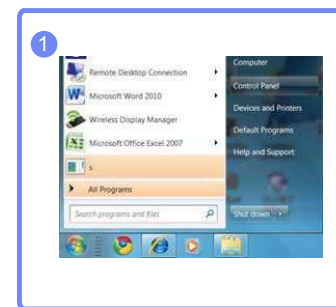 1
Computer
Remote Desktop Connection
Control Panel
Microsoft Word 2010
Devices and Printers
Wireless Display Manager
Default Programs
Microsoft Office Excel 2007
Help and Support
s
All Programs
Search programs and files
Shut down